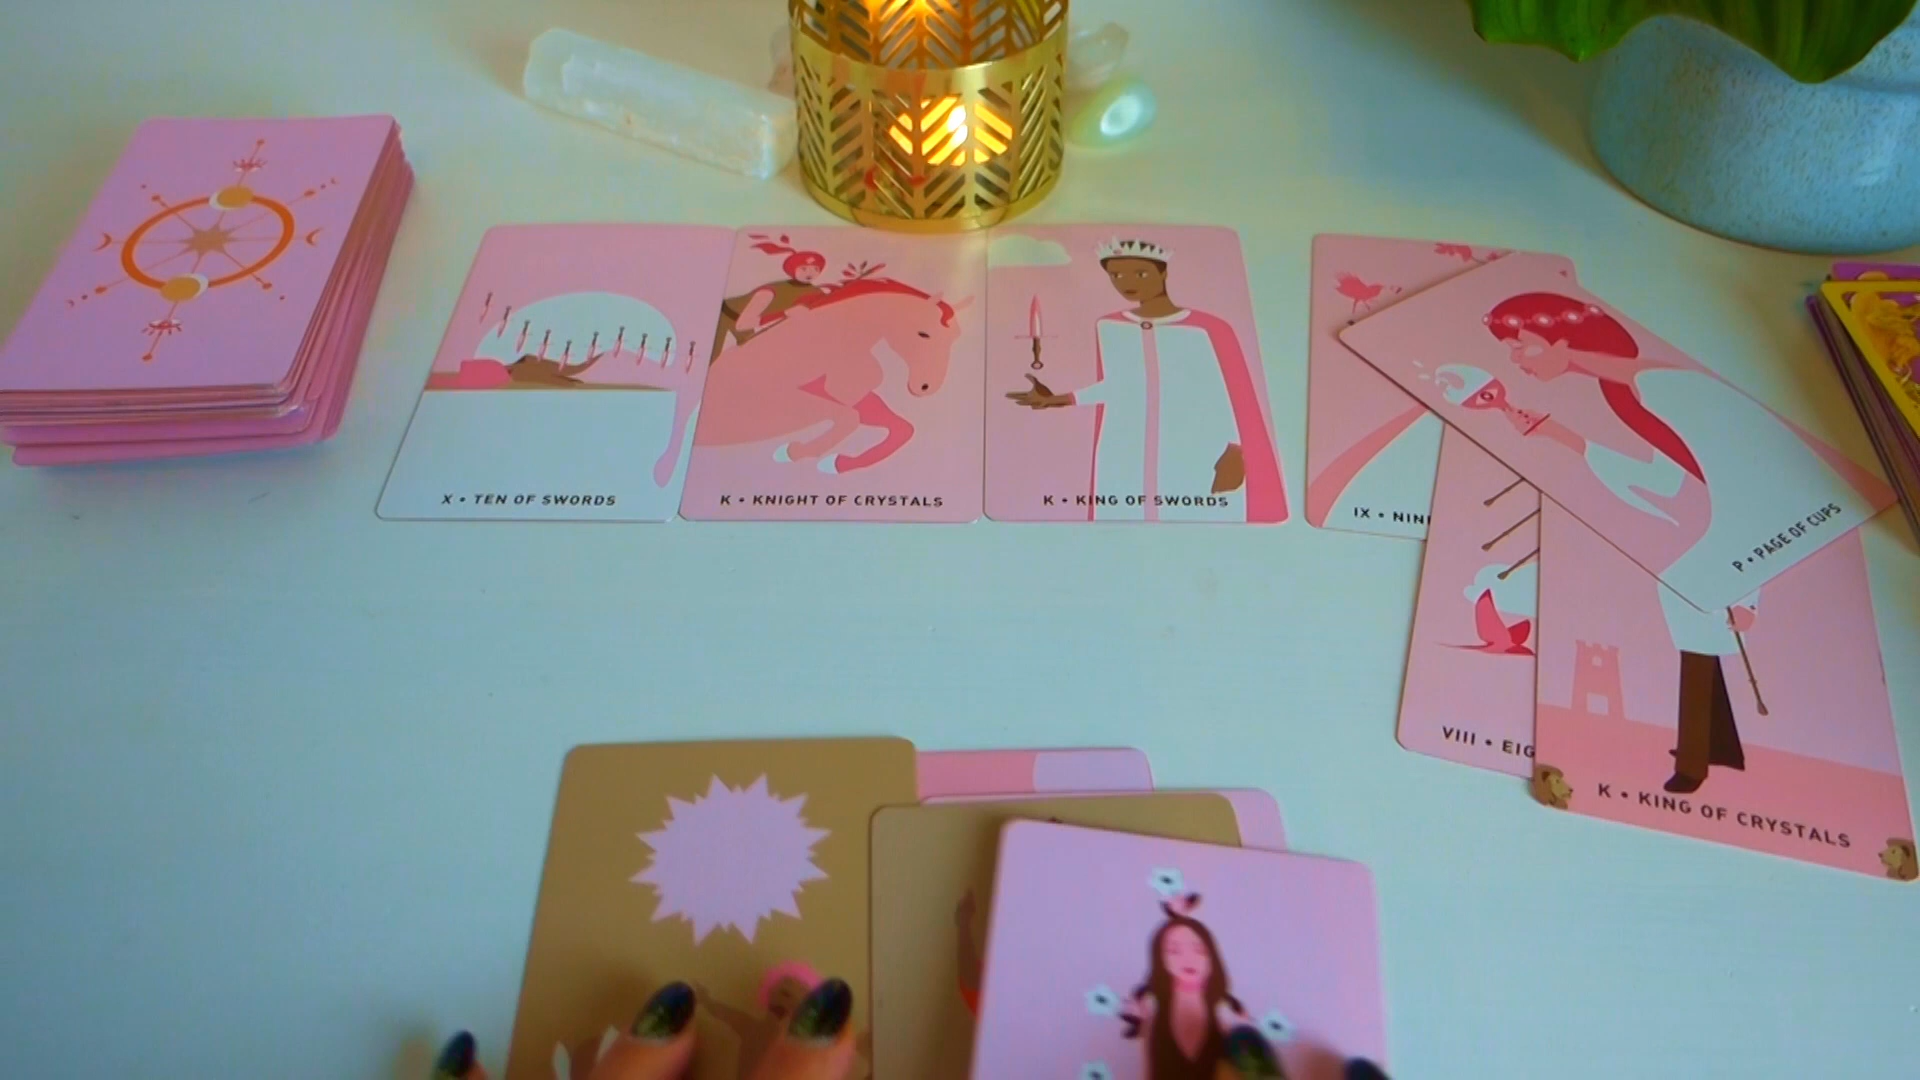 X • TEN OF SWORDS
K • KNIGHT OF CRYSTALS
K • KING OF SWORDS
IX • NIN
P • PAGE OF CUPS
VIII • EIG
K • KING OF CRYSTALS